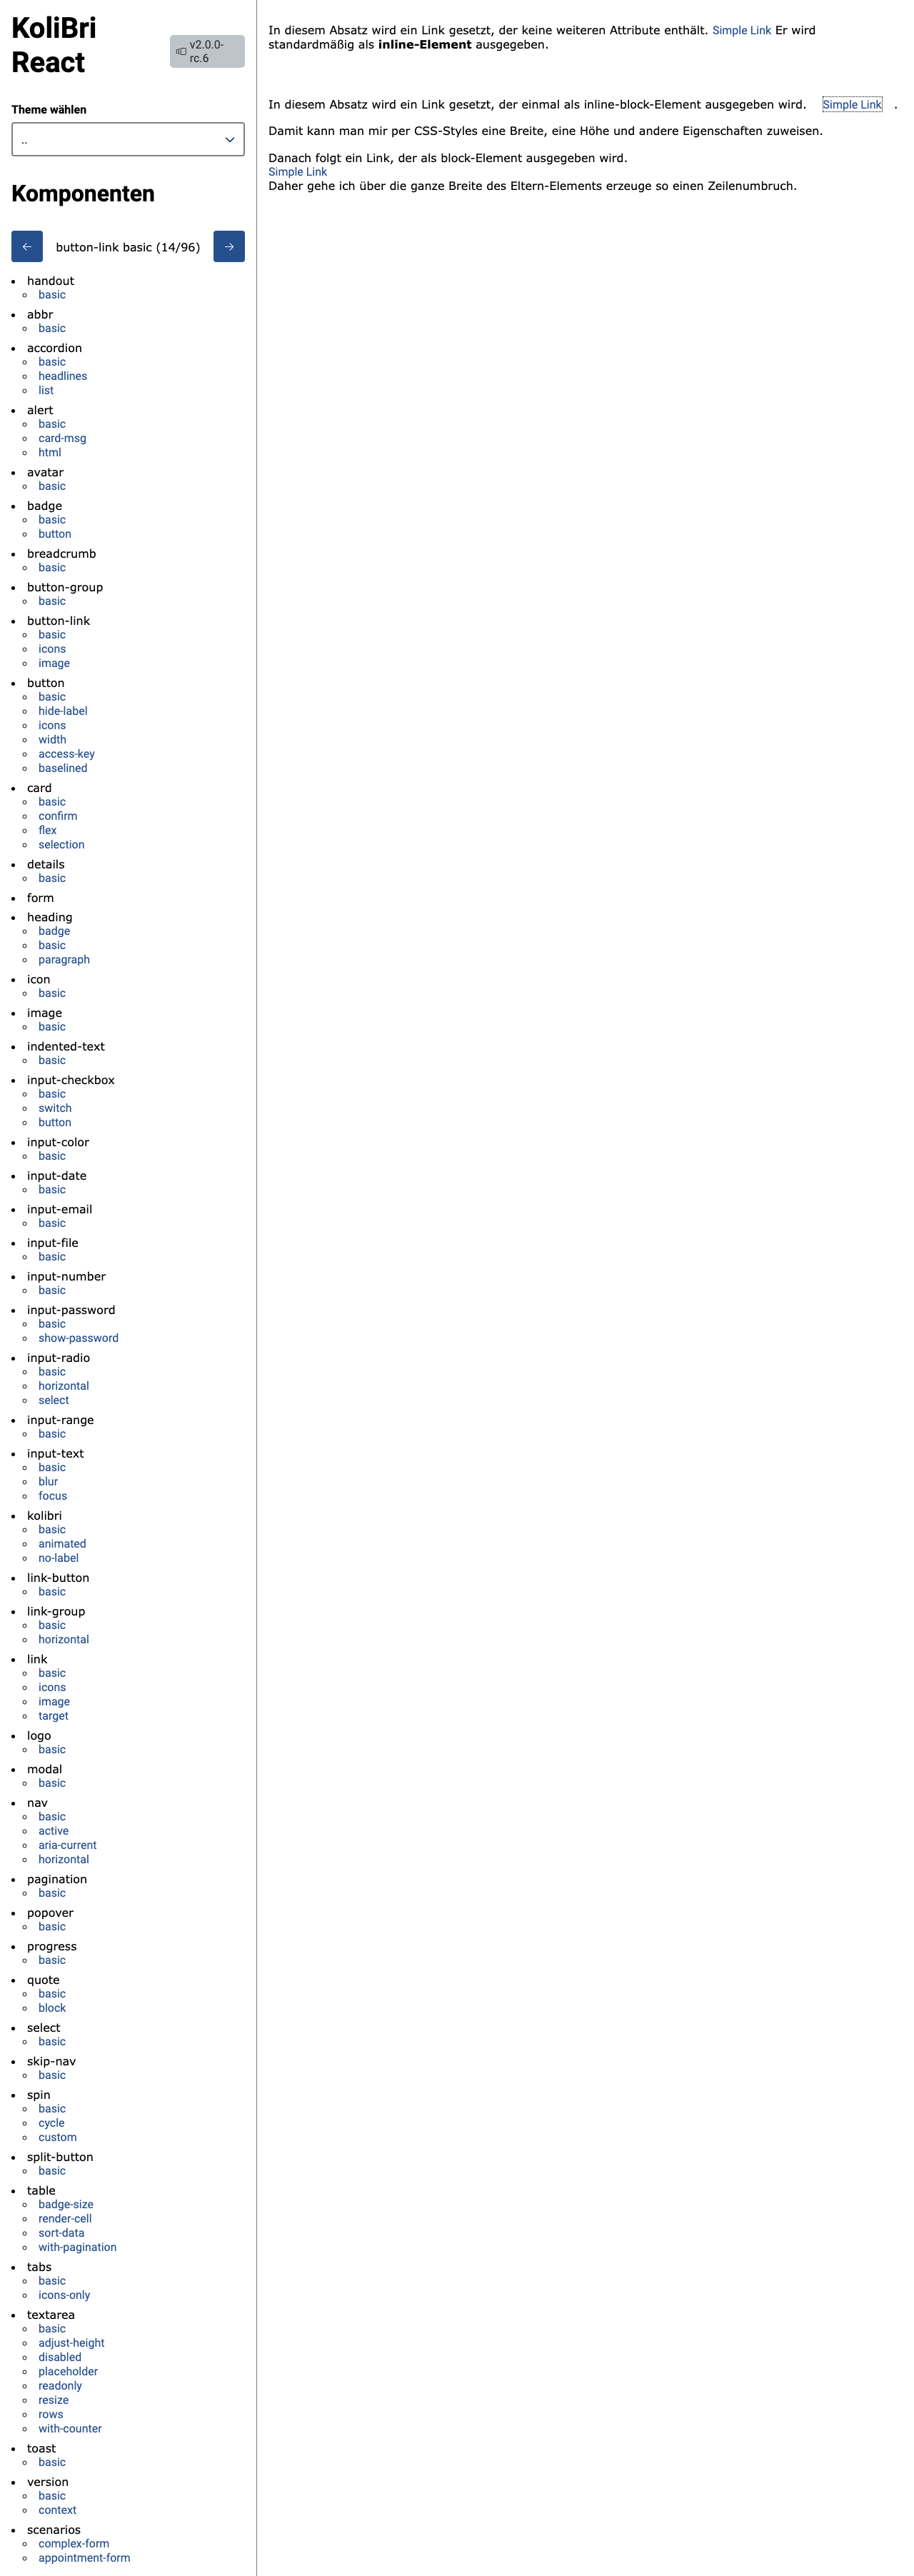 KoliBri
React
v2.0.0-
rc.6
Theme wählen
..
Komponenten
← button-link basic (14/96) →
• handout
◦ basic
• abbr
◦ basic
• accordion
◦ basic
◦ headlines
◦ list
• alert
◦ basic
◦ card-msg
◦ html
• avatar
◦ basic
• badge
◦ basic
◦ button
• breadcrumb
◦ basic
• button-group
◦ basic
• button-link
◦ basic
◦ icons
◦ image
• button
◦ basic
◦ hide-label
◦ icons
◦ width
◦ access-key
◦ baselined
• card
◦ basic
◦ confirm
◦ flex
◦ selection
• details
◦ basic
• form
• heading
◦ badge
◦ basic
◦ paragraph
• icon
◦ basic
• image
◦ basic
• indented-text
◦ basic
• input-checkbox
◦ basic
◦ switch
◦ button
• input-color
◦ basic
• input-date
◦ basic
• input-email
◦ basic
• input-file
◦ basic
• input-number
◦ basic
• input-password
◦ basic
◦ show-password
• input-radio
◦ basic
◦ horizontal
◦ select
• input-range
◦ basic
• input-text
◦ basic
◦ blur
◦ focus
• kolibri
◦ basic
◦ animated
◦ no-label
• link-button
◦ basic
• link-group
◦ basic
◦ horizontal
• link
◦ basic
◦ icons
◦ image
◦ target
• logo
◦ basic
• modal
◦ basic
• nav
◦ basic
◦ active
◦ aria-current
◦ horizontal
• pagination
◦ basic
• popover
◦ basic
• progress
◦ basic
• quote
◦ basic
◦ block
• select
◦ basic
• skip-nav
◦ basic
• spin
◦ basic
◦ cycle
◦ custom
• split-button
◦ basic
• table
◦ badge-size
◦ render-cell
◦ sort-data
◦ with-pagination
• tabs
◦ basic
◦ icons-only
• textarea
◦ basic
◦ adjust-height
◦ disabled
◦ placeholder
◦ readonly
◦ resize
◦ rows
◦ with-counter
• toast
◦ basic
• version
◦ basic
◦ context
• scenarios
◦ complex-form
◦ appointment-form
In diesem Absatz wird ein Link gesetzt, der keine weiteren Attribute enthält. Simple Link Er wird
standardmäßig als inline-Element ausgegeben.
In diesem Absatz wird ein Link gesetzt, der einmal als inline-block-Element ausgegeben wird. Simple Link .
Damit kann man mir per CSS-Styles eine Breite, eine Höhe und andere Eigenschaften zuweisen.
Danach folgt ein Link, der als block-Element ausgegeben wird.
Simple Link
Daher gehe ich über die ganze Breite des Eltern-Elements erzeuge so einen Zeilenumbruch.